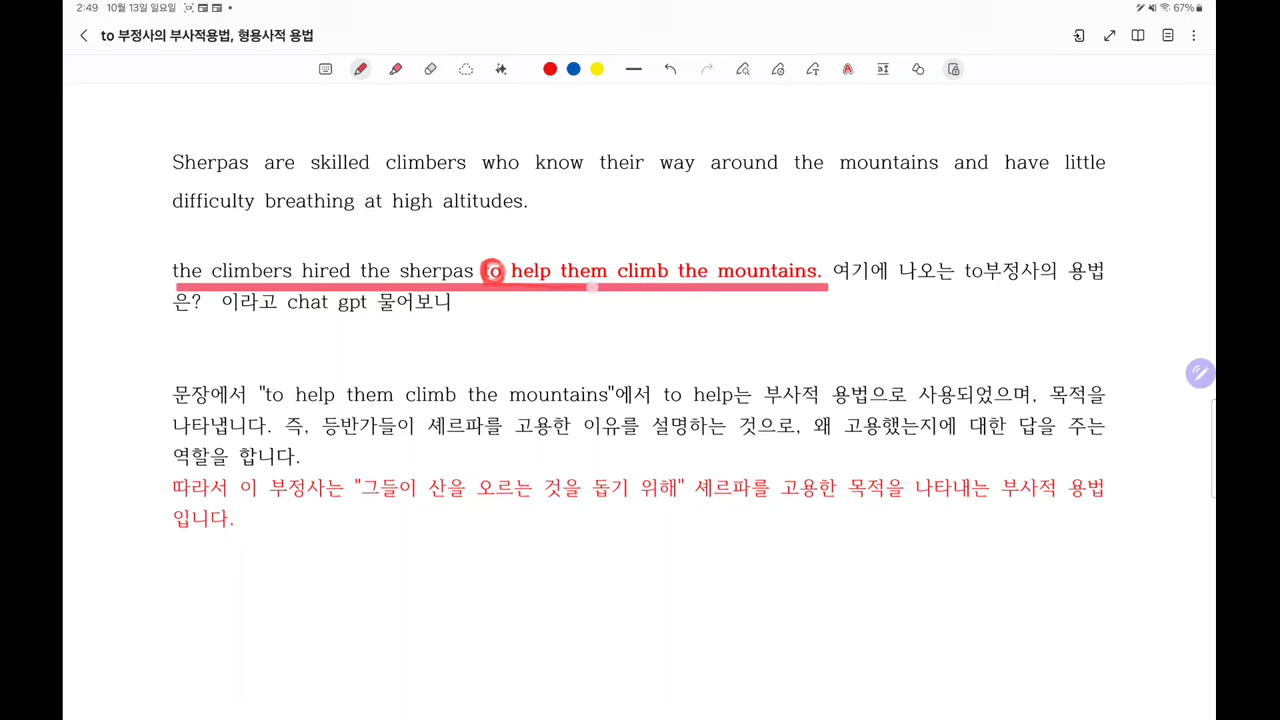 2:49 10월 13일 일요일 67%
to 부정사의 부사적용법, 형용사적 용법
Sherpas are skilled climbers who know their way around the mountains and have little
difficulty breathing at high altitudes.
the climbers hired the sherpas to help them climb the mountains. 여기에 나오는 to부정사의 용법
은? 이라고 chat gpt 물어보니
문장에서 "to help them climb the mountains"에서 to help는 부사적 용법으로 사용되었으며, 목적을
나타냅니다. 즉, 등반가들이 셰르파를 고용한 이유를 설명하는 것으로, 왜 고용했는지에 대한 답을 주는
역할을 합니다.
따라서 이 부정사는 "그들이 산을 오르는 것을 돕기 위해" 셰르파를 고용한 목적을 나타내는 부사적 용법
입니다.